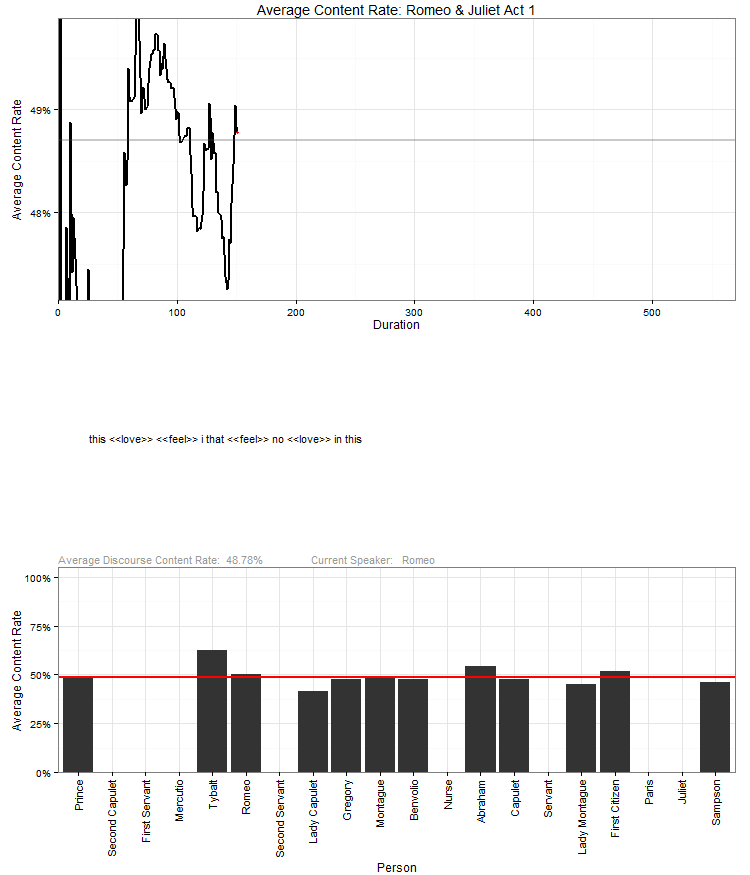 Average Content Rate: Romeo & Juliet Act 1
Average Content Rate
49%
48%
0 100 200 300 400 500
Duration
this <<love>> <<feel>> i that <<feel>> no <<love>> in this
Average Discourse Content Rate: 48.78% Current Speaker: Romeo
Average Content Rate
100%
75%
50%
25%
0%
Prince
Second Capulet
First Servant
Mercutio
Tybalt
Romeo
Second Servant
Lady Capulet
Gregory
Montague
Benvolio
Nurse
Abraham
Capulet
Servant
Lady Montague
First Citizen
Paris
Juliet
Sampson
Person